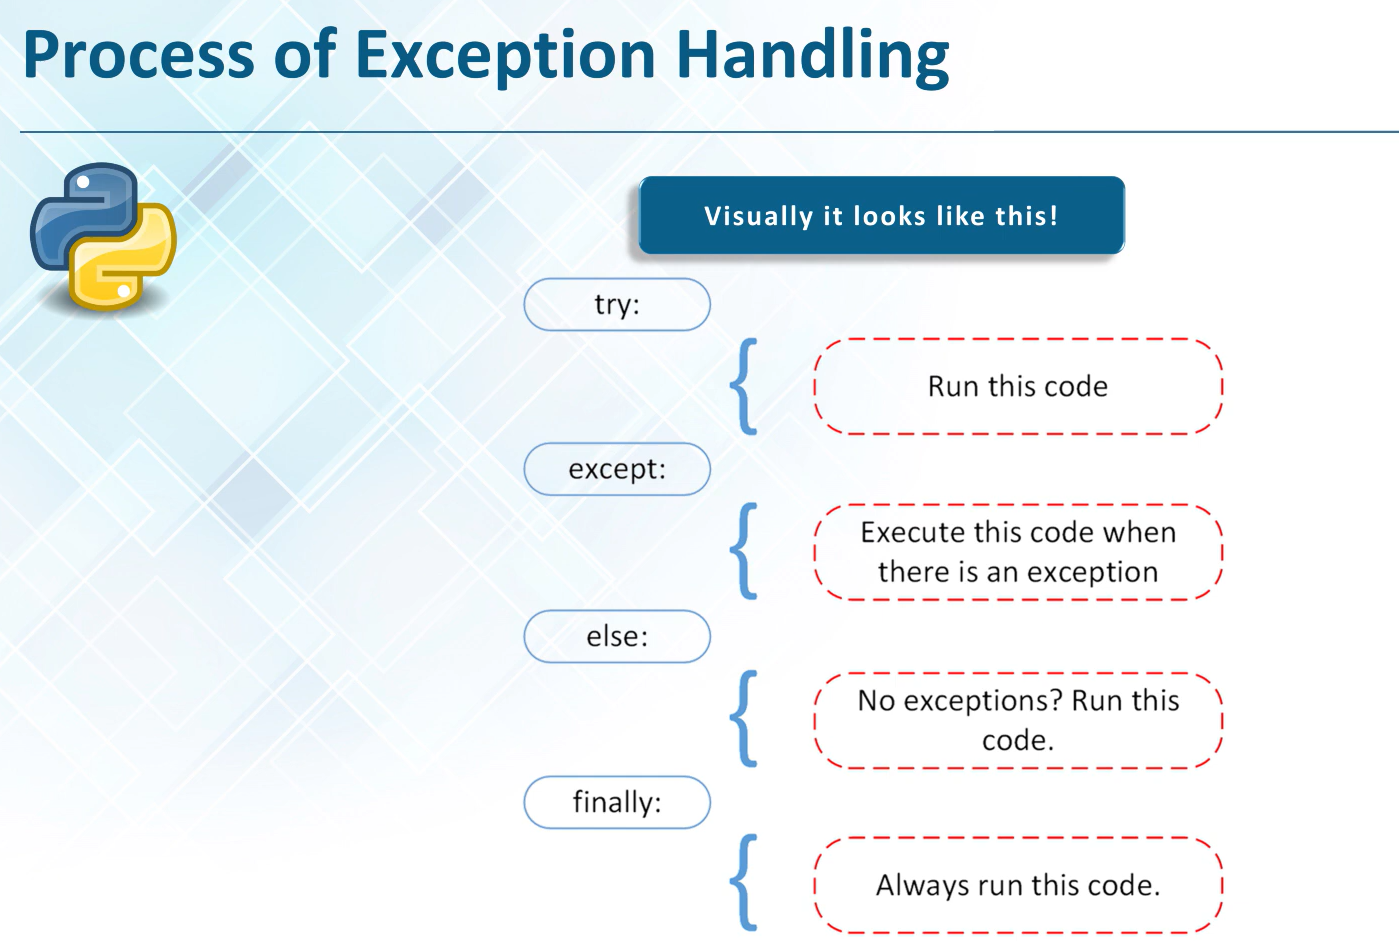 Process of Exception Handling
Visually it looks like this!
try:
Run this code
except:
Execute this code when
there is an exception
else:
No exceptions? Run this
code.
finally:
Always run this code.